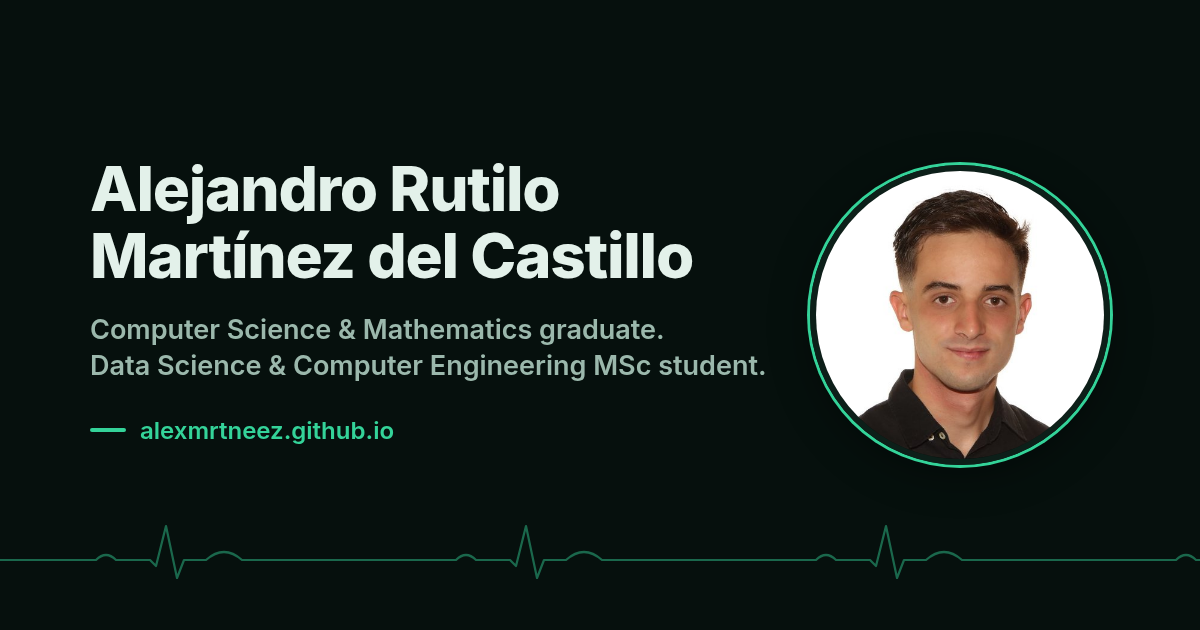 Alejandro Rutilo
Martínez del Castillo
Computer Science & Mathematics graduate.
Data Science & Computer Engineering MSc student.
alexmrtneez.github.io